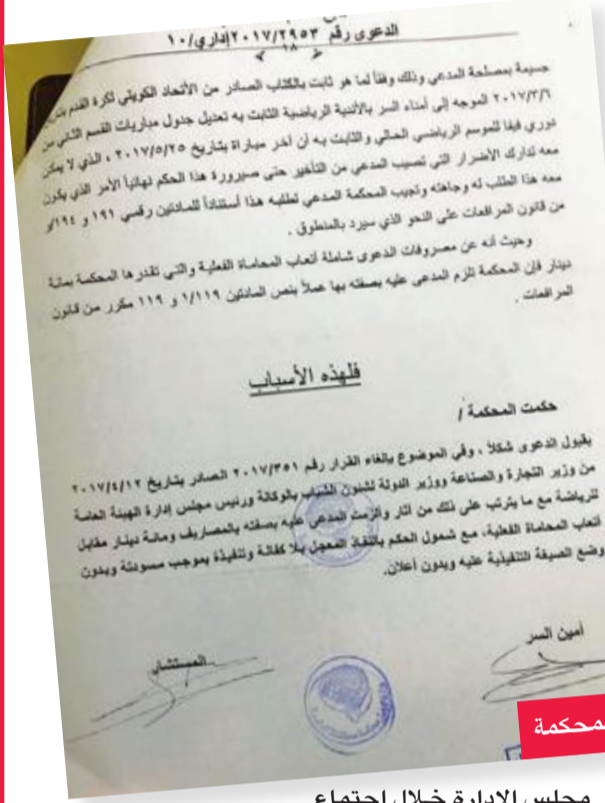 الدعوى رقم ٢٠١٧/٢٩٥٣ إداري/١٠
١٨
جسيمة بمصلحة المدعي وذلك وفقاً لما هو ثابت بالكتاب الصادر من الأتحاد الكويتي لكرة القدم
٢٠١٧/٣/٦ الموجه إلى أمناء السر بالأندية الرياضية الثابت به تعديل جدول مباريات القسم الثاني من
دوري فيفا للموسم الرياضي الحالي والثابت به أن أخر مباراة بتاريخ ٢٠١٧/٥/٢٥ ، الذي لا يمكن
معه تدارك الأضرار التي تصيب المدعي من التأخير حتى صيرورة هذا الحكم نهائياً الأمر الذي يكون
معه هذا الطلب له وجاهته وتجيب المحكمة المدعي لطلبه هذا أستناداً للمادتين رقمي ١٩١ و ١٩٤/و
من قانون المرافعات على النحو الذي سيرد بالمنطوق .
وحيث أنه عن مصروفات الدعوى شاملة أتعاب المحاماة الفعلية والتي تقدرها المحكمة بمائة
دينار فإن المحكمة تلزم المدعى عليه بصفته بها عملاً بنص المادتين ١/١١٩ و ١١٩ مكرر من قانون
المرافعات .
فلهذه الأسباب
حكمت المحكمة /
بقبول الدعوى شكلاً ، وفي الموضوع بإلغاء القرار رقم ٢٠١٧/٣٥١ الصادر بتاريخ ٢٠١٧/٤/١٢
من وزير التجارة والصناعة ووزير الدولة لشئون الشباب بالوكالة ورئيس مجلس إدارة الهيئة العامة
للرياضة مع ما يترتب على ذلك من أثار وألزمت المدعى عليه بصفته بالمصاريف ومائة دينار مقابل
أتعاب المحاماة الفعلية، مع شمول الحكم بالنفاذ المعجل بلا كفالة وتنفيذة بموجب مسودتة وبدون
وضع الصيغة التنفيذية عليه وبدون أعلان.
أمين السر
المستشار
محكمة
مجلس الإدارة خلال اجتماع